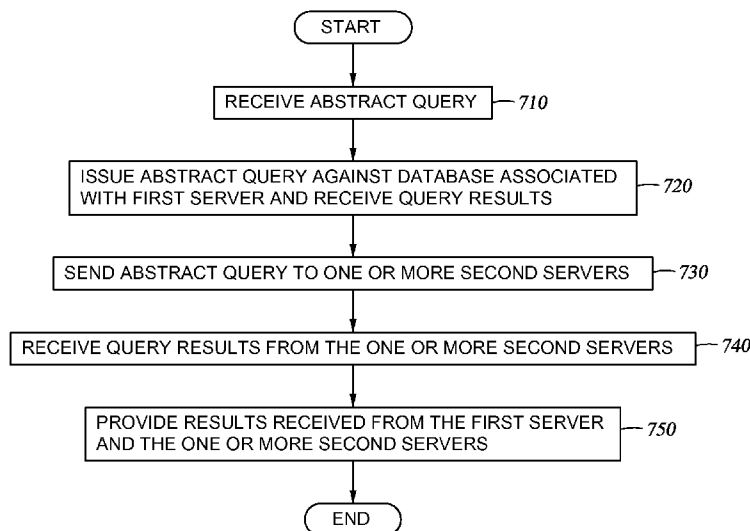 START
RECEIVE ABSTRACT QUERY
710
ISSUE ABSTRACT QUERY AGAINST DATABASE ASSOCIATED
WITH FIRST SERVER AND RECEIVE QUERY RESULTS
720
SEND ABSTRACT QUERY TO ONE OR MORE SECOND SERVERS
730
RECEIVE QUERY RESULTS FROM THE ONE OR MORE SECOND SERVERS
740
PROVIDE RESULTS RECEIVED FROM THE FIRST SERVER
AND THE ONE OR MORE SECOND SERVERS
750
END